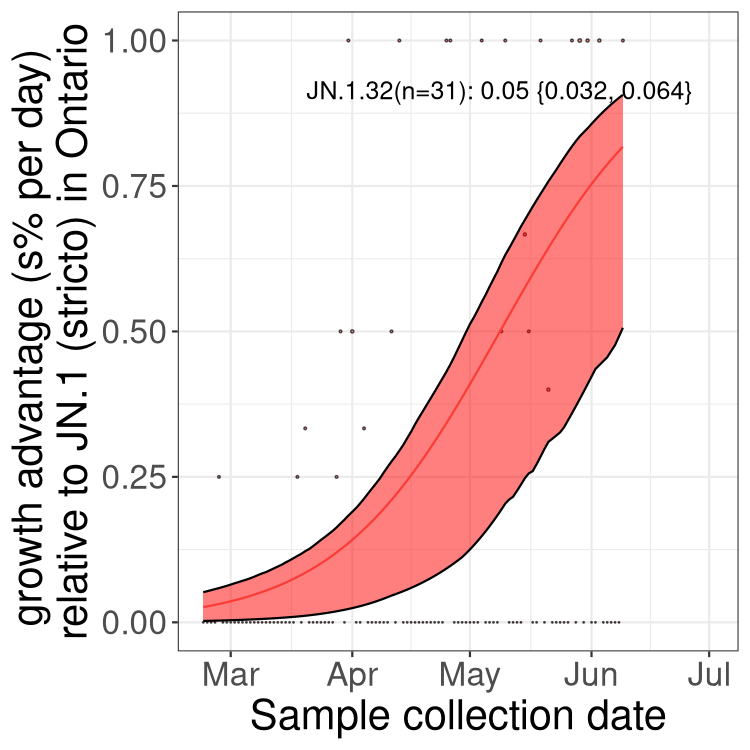 growth advantage (s% per day)
relative to JN.1 (stricto) in Ontario
1.00
0.75
0.50
0.25
0.00
JN.1.32(n=31): 0.05 {0.032, 0.064}
Mar Apr May Jun Jul
Sample collection date